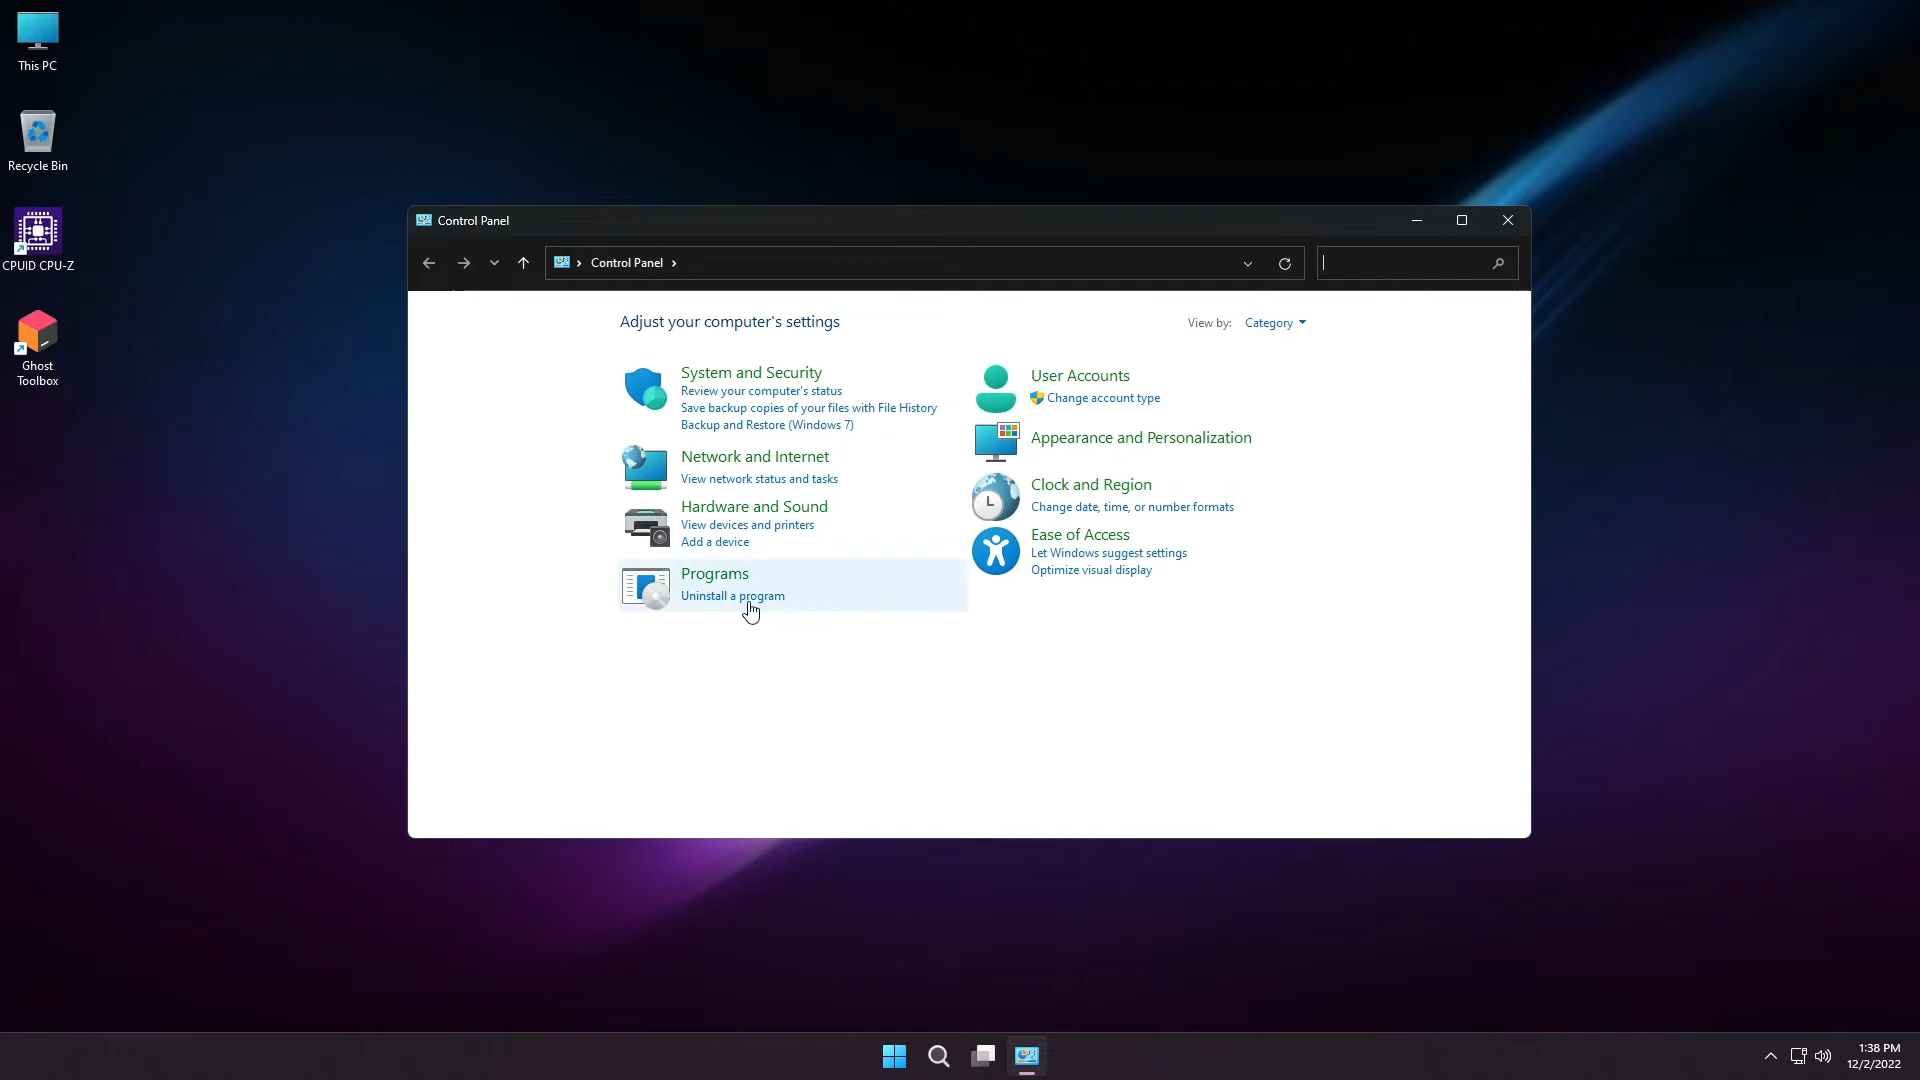 This PC
Recycle Bin
CPUID CPU-Z
Ghost
Toolbox
Control Panel
Control Panel
Adjust your computer's settings
View by: Category
System and Security
Review your computer's status
Save backup copies of your files with File History
Backup and Restore (Windows 7)
Network and Internet
View network status and tasks
Hardware and Sound
View devices and printers
Add a device
Programs
Uninstall a program
User Accounts
Change account type
Appearance and Personalization
Clock and Region
Change date, time, or number formats
Ease of Access
Let Windows suggest settings
Optimize visual display
1:38 PM
12/2/2022